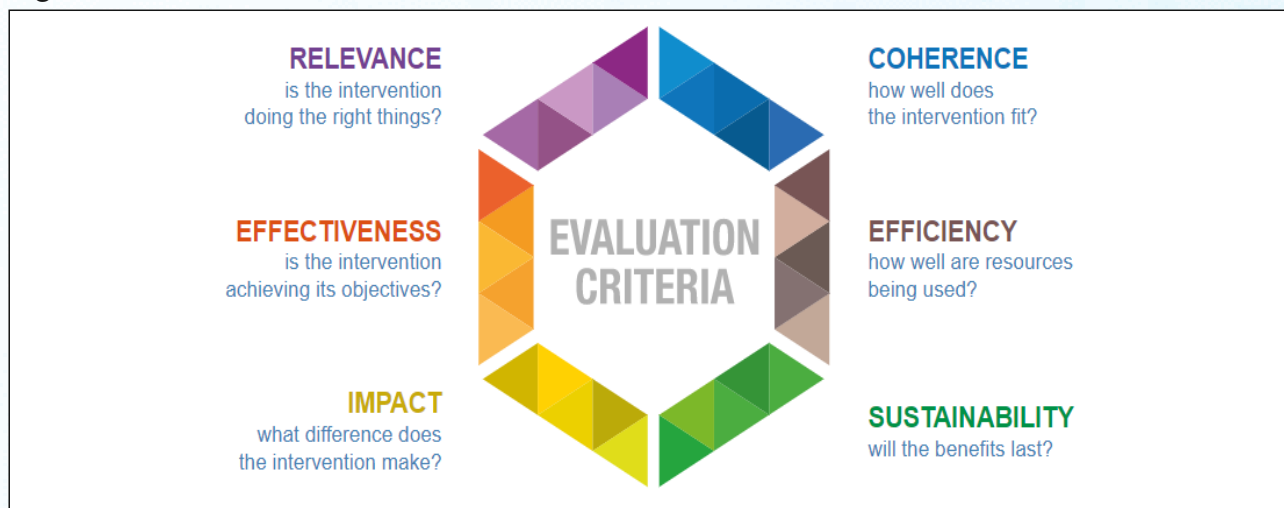 RELEVANCE
is the intervention
doing the right things?
COHERENCE
how well does
the intervention fit?
EFFECTIVENESS
is the intervention
achieving its objectives?
EVALUATION
CRITERIA
EFFICIENCY
how well are resources
being used?
IMPACT
what difference does
the intervention make?
SUSTAINABILITY
will the benefits last?